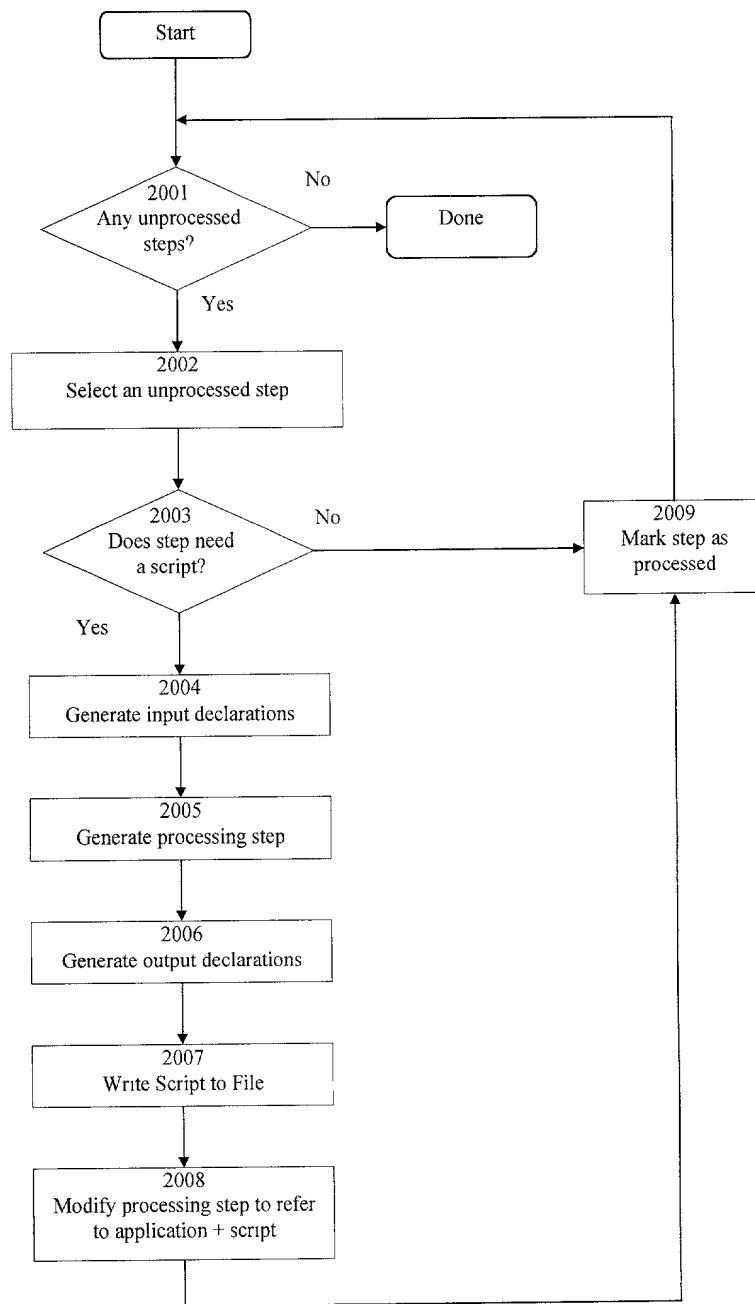 Start
2001
Any unprocessed
steps?
No
Done
Yes
2002
Select an unprocessed step
2003
Does step need
a script?
No
2009
Mark step as
processed
Yes
2004
Generate input declarations
2005
Generate processing step
2006
Generate output declarations
2007
Write Script to File
2008
Modify processing step to refer
to application + script